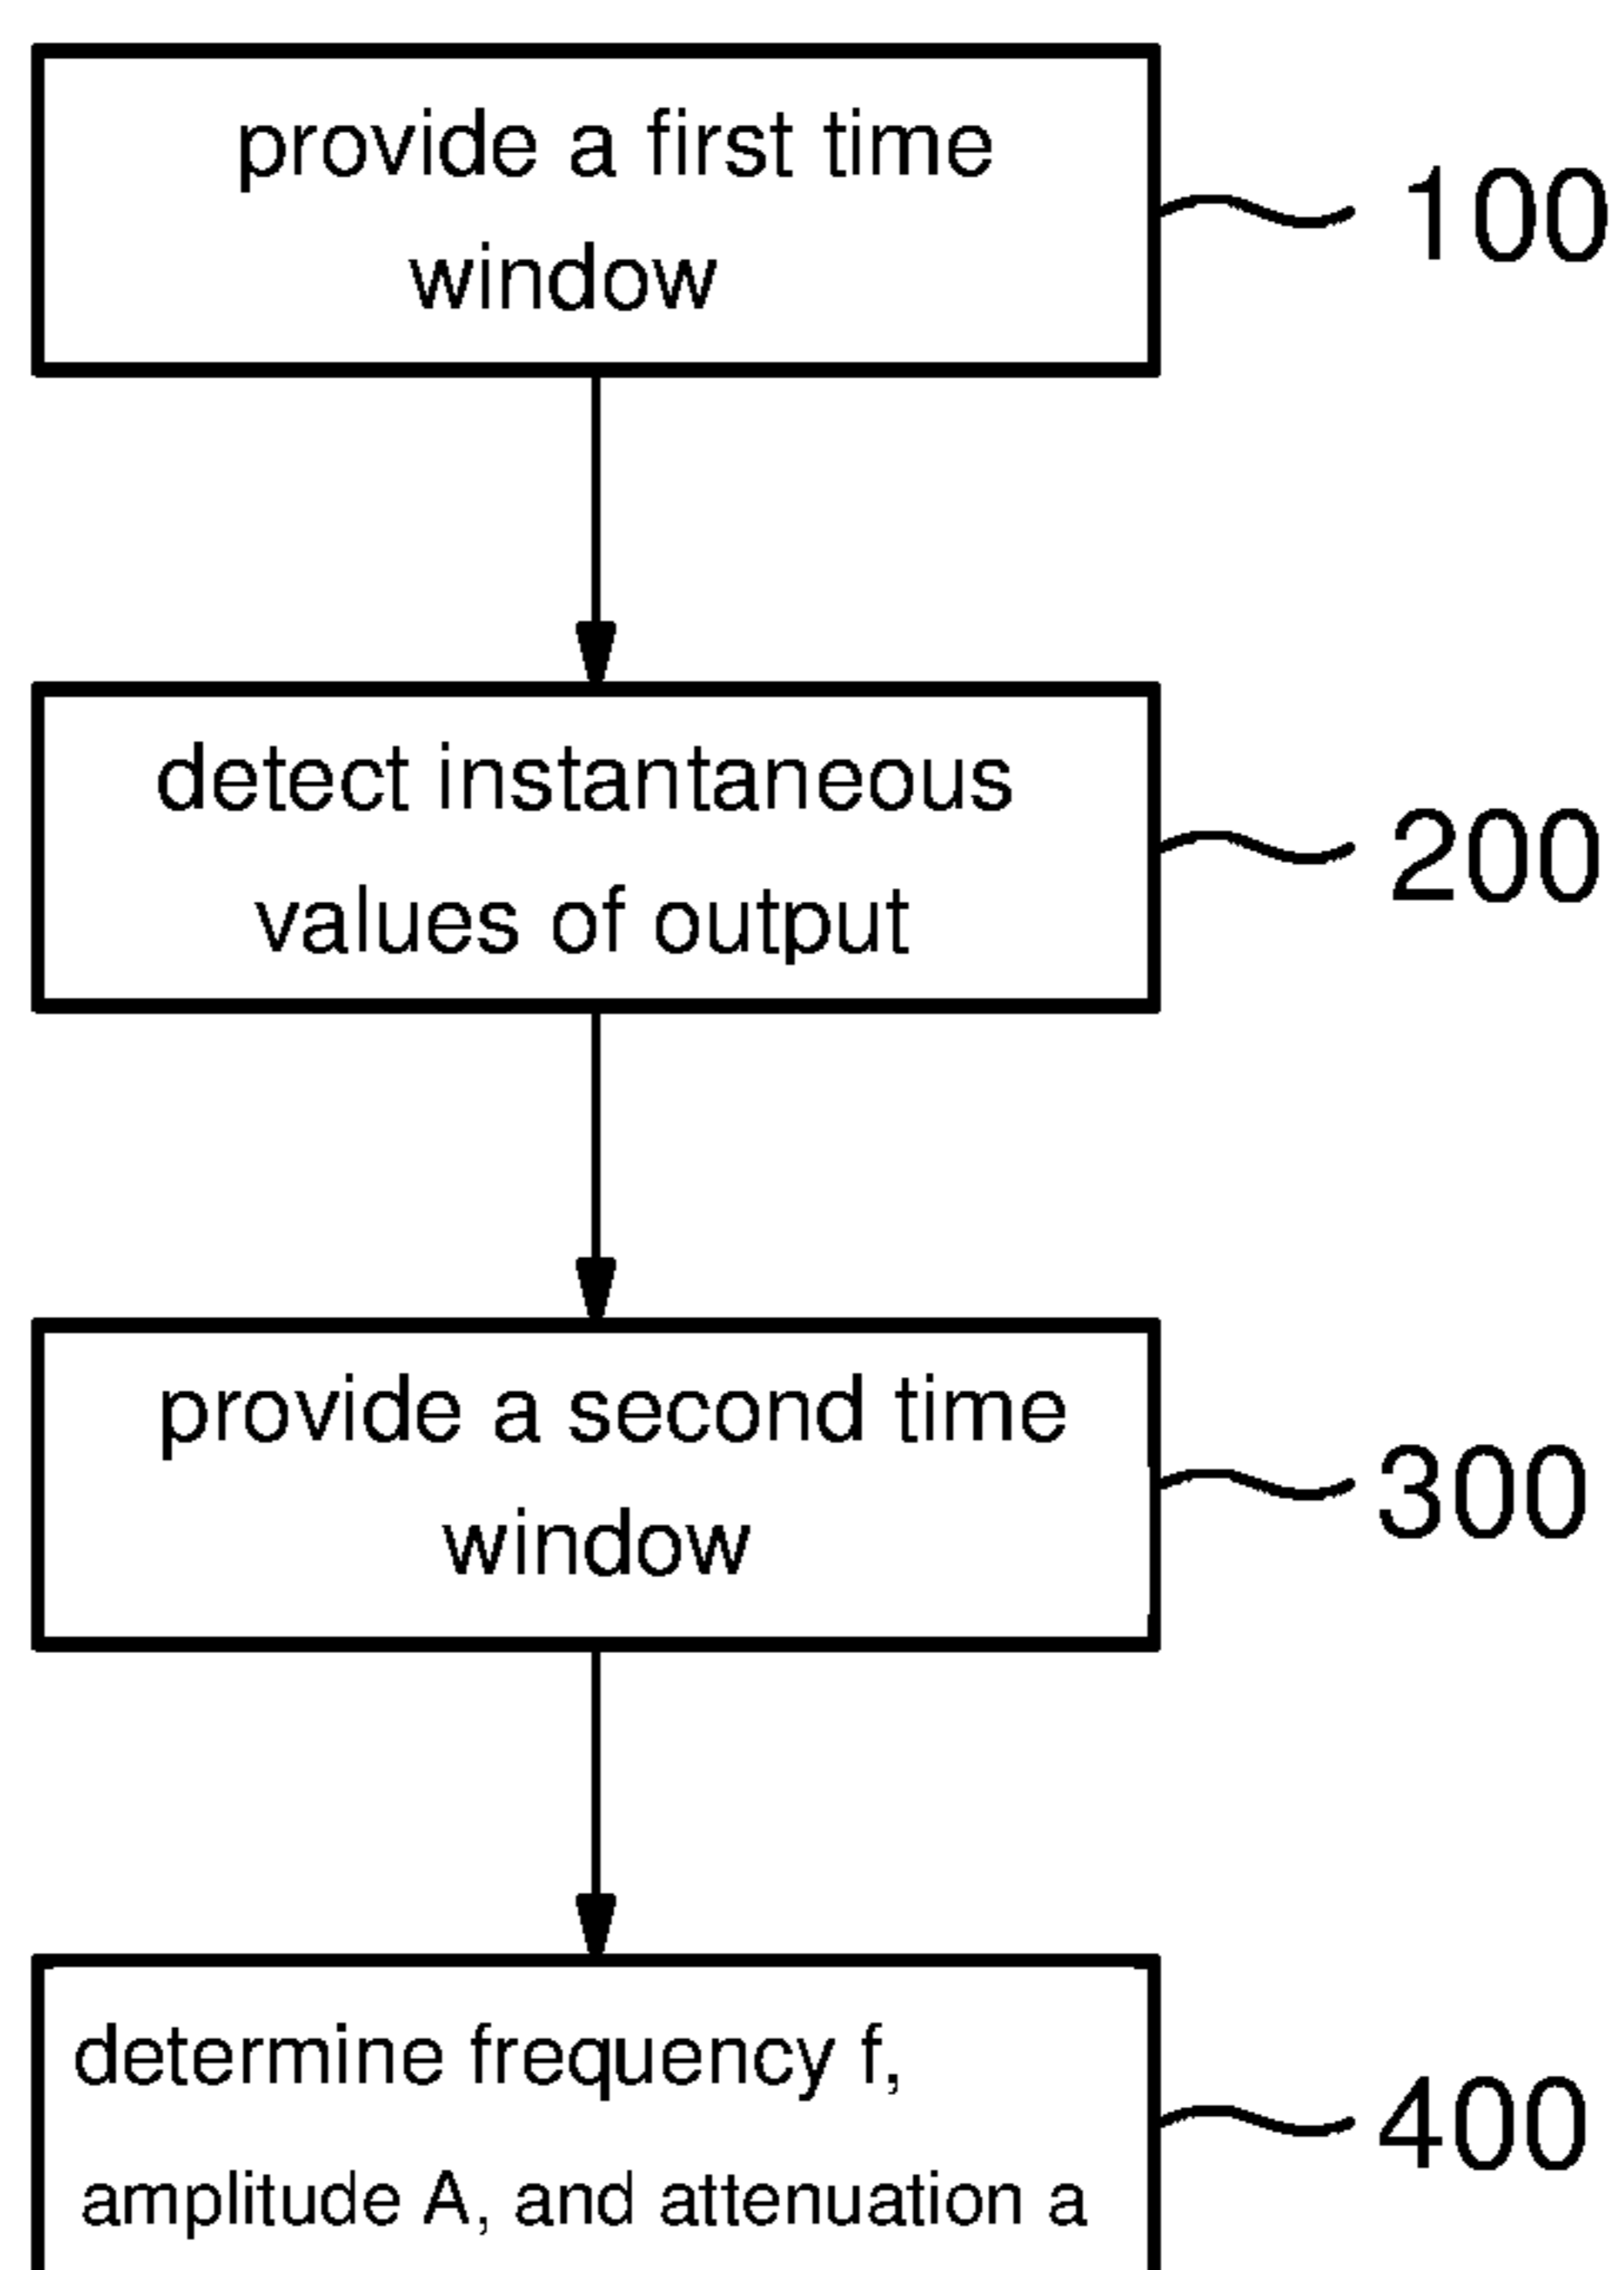 provide a first time
window
100
detect instantaneous
values of output
200
provide a second time
window
300
determine frequency f,
amplitude A, and attenuation a
400